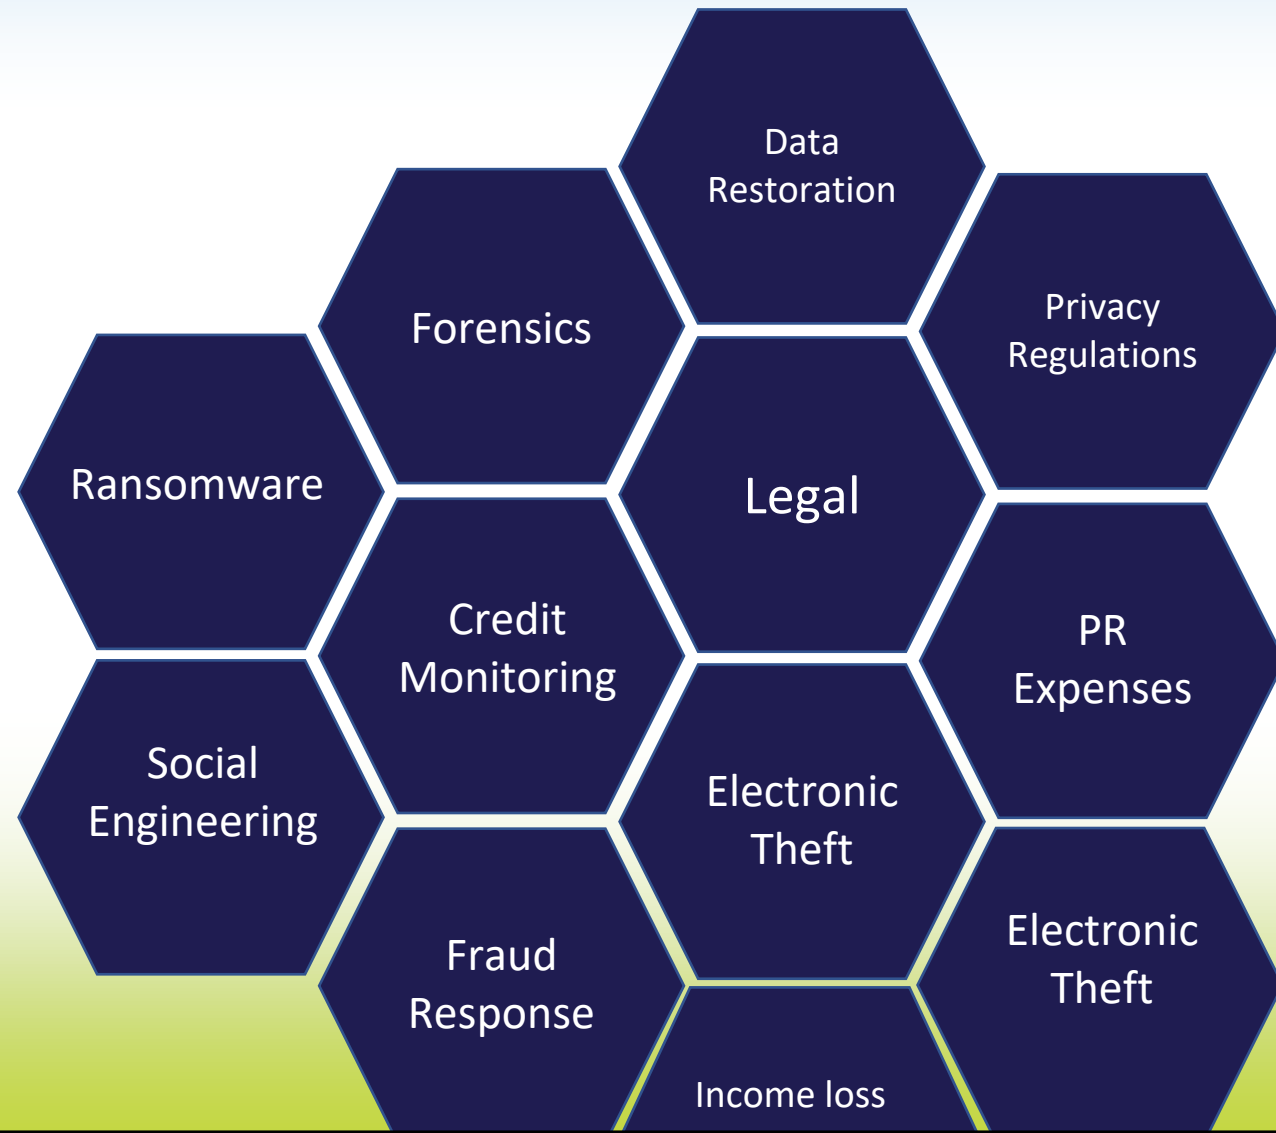 Data
Restoration
Privacy
Regulations
Forensics
Legal
Ransomware
Credit
Monitoring
PR
Expenses
Social
Engineering
Electronic
Theft
Electronic
Theft
Fraud
Response
Income loss